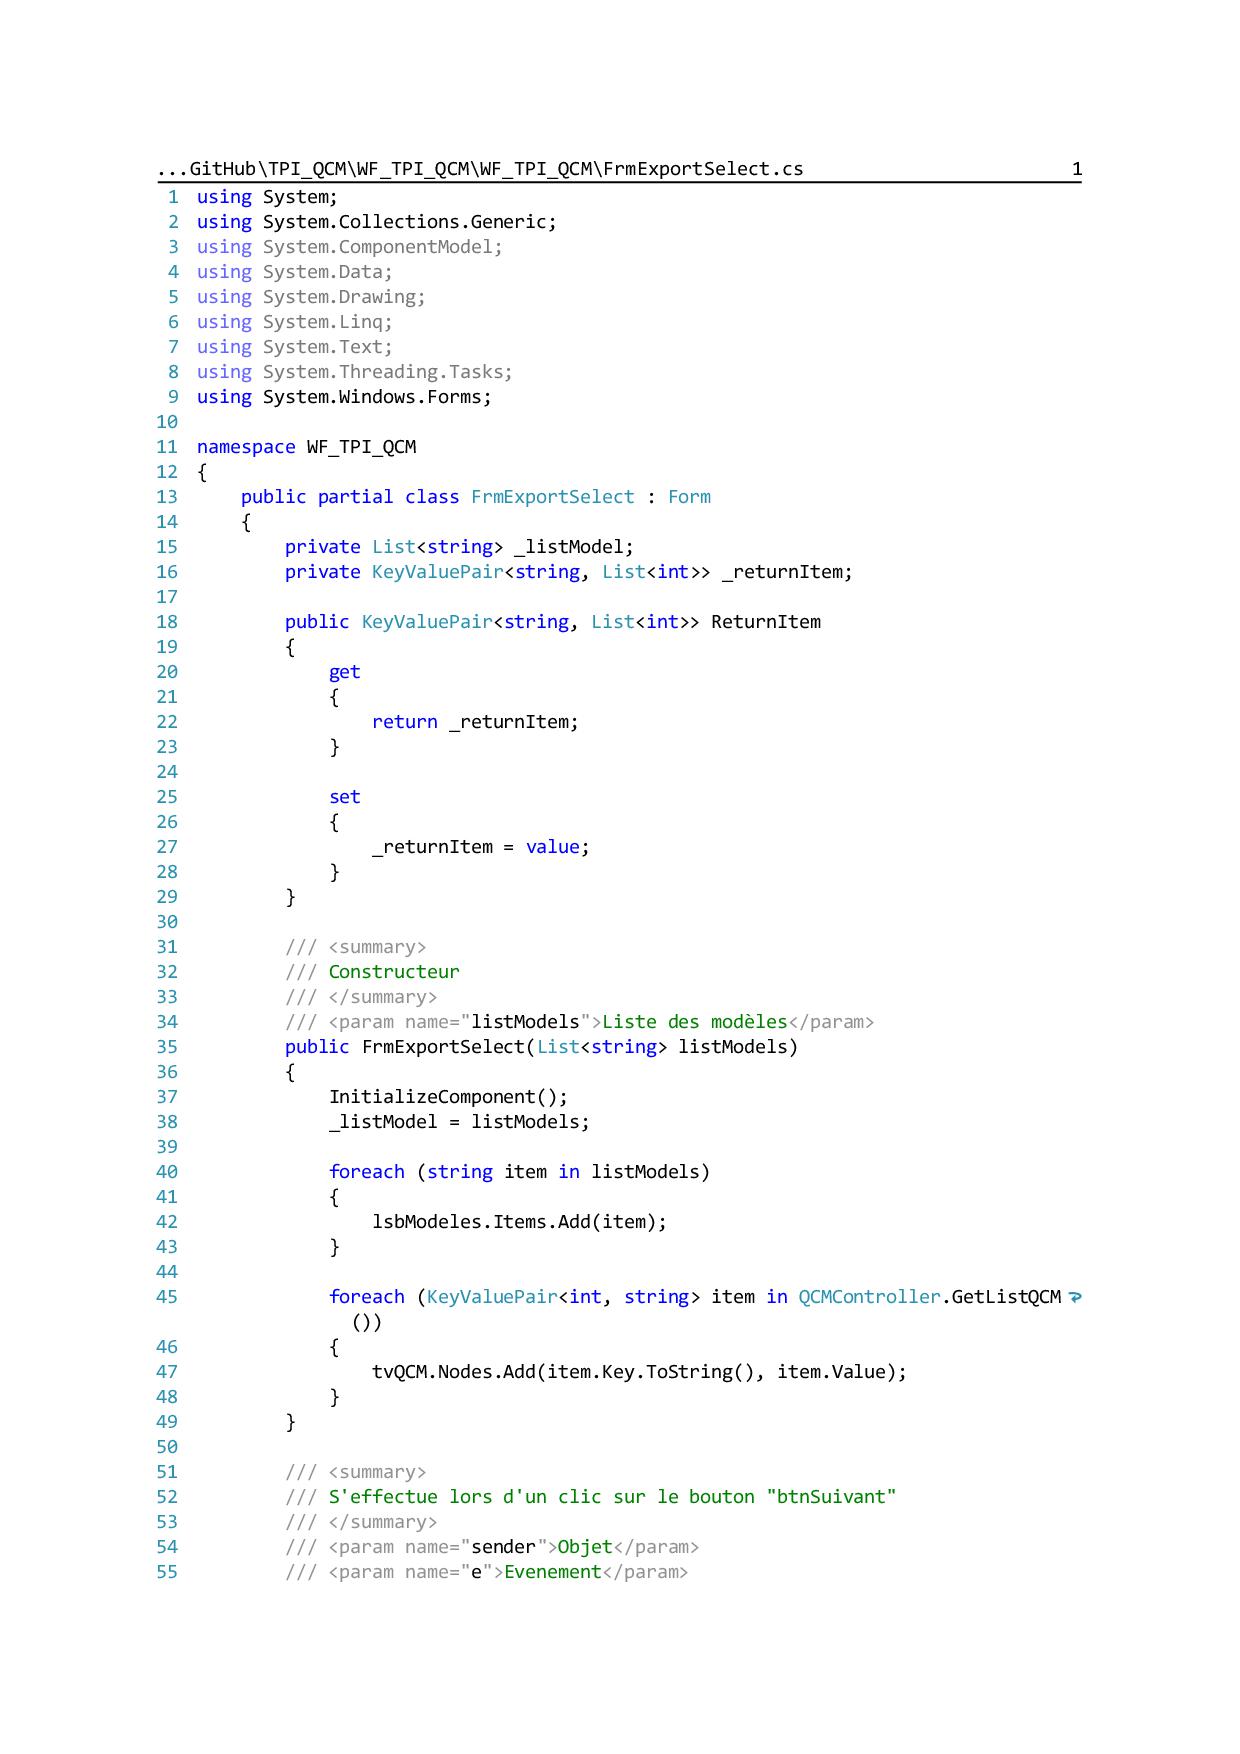 ...GitHub\TPI_QCM\WF_TPI_QCM\WF_TPI_QCM\FrmExportSelect.cs 1
1 using System;
2 using System.Collections.Generic;
3 using System.ComponentModel;
4 using System.Data;
5 using System.Drawing;
6 using System.Linq;
7 using System.Text;
8 using System.Threading.Tasks;
9 using System.Windows.Forms;
10
11 namespace WF_TPI_QCM
12 {
13     public partial class FrmExportSelect : Form
14     {
15         private List<string> _listModel;
16         private KeyValuePair<string, List<int>> _returnItem;
17
18         public KeyValuePair<string, List<int>> ReturnItem
19         {
20             get
21             {
22                 return _returnItem;
23             }
24
25             set
26             {
27                 _returnItem = value;
28             }
29         }
30
31         /// <summary>
32         /// Constructeur
33         /// </summary>
34         /// <param name="listModels">Liste des modèles</param>
35         public FrmExportSelect(List<string> listModels)
36         {
37             InitializeComponent();
38             _listModel = listModels;
39
40             foreach (string item in listModels)
41             {
42                 lsbModeles.Items.Add(item);
43             }
44
45             foreach (KeyValuePair<int, string> item in QCMController.GetListQCM
())
46             {
47                 tvQCM.Nodes.Add(item.Key.ToString(), item.Value);
48             }
49         }
50
51         /// <summary>
52         /// S'effectue lors d'un clic sur le bouton "btnSuivant"
53         /// </summary>
54         /// <param name="sender">Objet</param>
55         /// <param name="e">Evenement</param>